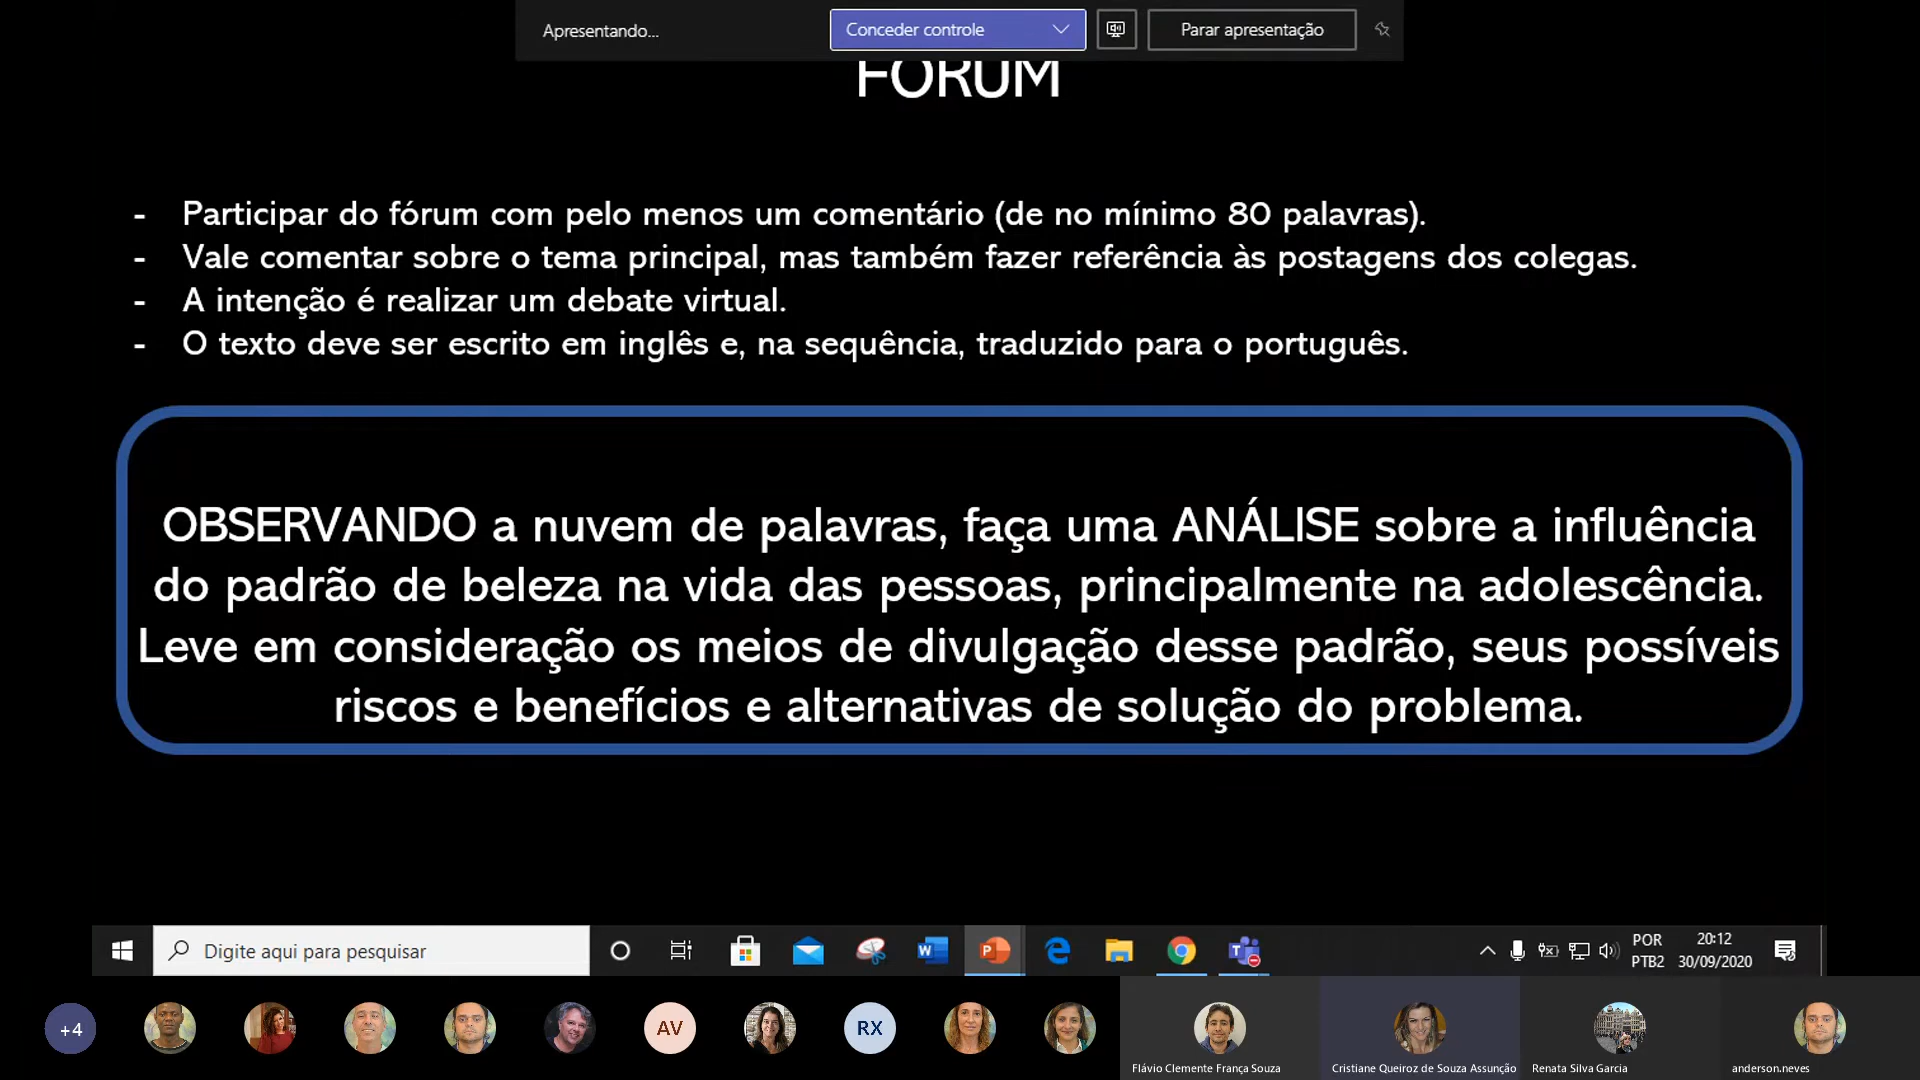 Apresentando...
Conceder controle
Parar apresentação
FÓRUM
- Participar do fórum com pelo menos um comentário (de no mínimo 80 palavras).
- Vale comentar sobre o tema principal, mas também fazer referência às postagens dos colegas.
- A intenção é realizar um debate virtual.
- O texto deve ser escrito em inglês e, na sequência, traduzido para o português.
OBSERVANDO a nuvem de palavras, faça uma ANÁLISE sobre a influência
do padrão de beleza na vida das pessoas, principalmente na adolescência.
Leve em consideração os meios de divulgação desse padrão, seus possíveis
riscos e benefícios e alternativas de solução do problema.
Digite aqui para pesquisar
POR
PTB2
20:12
30/09/2020
+4
AV
RX
Flávio Clemente França Souza
Cristiane Queiroz de Souza Assunção
Renata Silva Garcia
anderson.neves